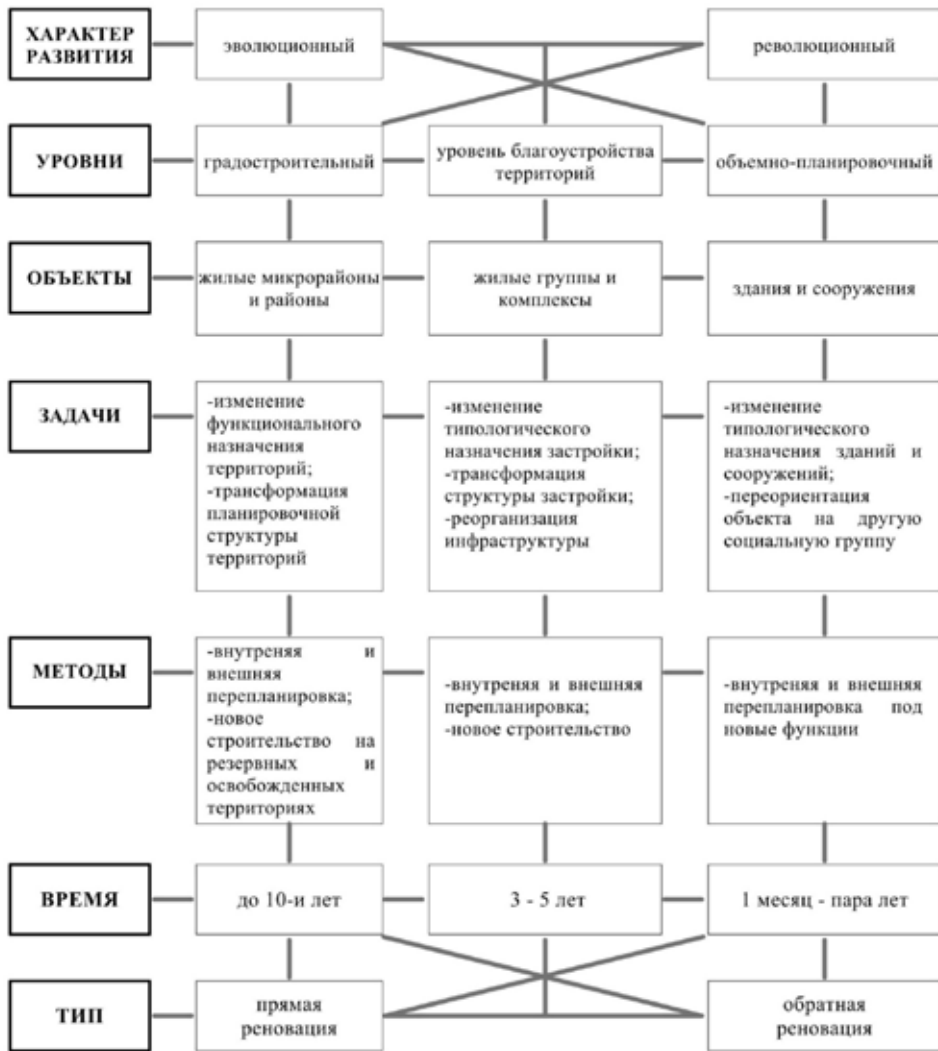 ХАРАКТЕР
РАЗВИТИЯ
эволюционный
революционный
УРОВНИ
градостроительный
уровень благоустройства
территорий
объемно-планировочный
ОБЪЕКТЫ
жилые микрорайоны
и районы
жилые группы и
комплексы
здания и сооружения
ЗАДАЧИ
-изменение
функционального
назначения
территорий;
-трансформация
планировочной
структуры
территорий
-изменение
типологического
назначения застройки;
-трансформация
структуры застройки;
-реорганизация
инфраструктуры
-изменение
типологического
назначения зданий и
сооружений;
-переориентация
объекта на другую
социальную группу
МЕТОДЫ
-внутреняя и
внешняя
перепланировка;
-новое
строительство на
резервных и
освобожденных
территориях
-внутреняя и внешняя
перепланировка;
-новое строительство
-внутреняя и внешняя
перепланировка под
новые функции
ВРЕМЯ
до 10-и лет
3 - 5 лет
1 месяц - пара лет
ТИП
прямая
реновация
обратная
реновация